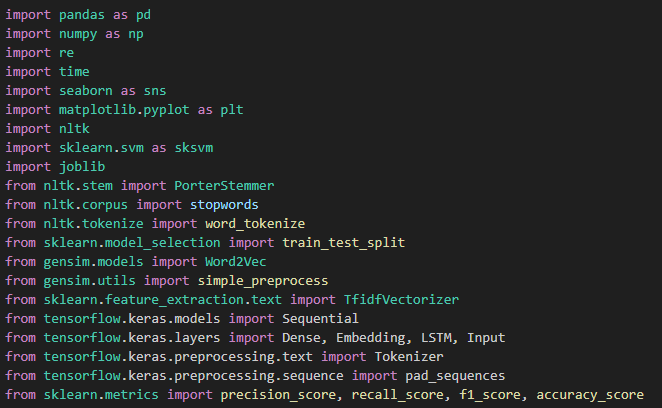 import pandas as pd
import numpy as np
import re
import time
import seaborn as sns
import matplotlib.pyplot as plt
import nltk
import sklearn.svm as sksvm
import joblib
from nltk.stem import PorterStemmer
from nltk.corpus import stopwords
from nltk.tokenize import word_tokenize
from sklearn.model_selection import train_test_split
from gensim.models import Word2Vec
from gensim.utils import simple_preprocess
from sklearn.feature_extraction.text import TfidfVectorizer
from tensorflow.keras.models import Sequential
from tensorflow.keras.layers import Dense, Embedding, LSTM, Input
from tensorflow.keras.preprocessing.text import Tokenizer
from tensorflow.keras.preprocessing.sequence import pad_sequences
from sklearn.metrics import precision_score, recall_score, f1_score, accuracy_score